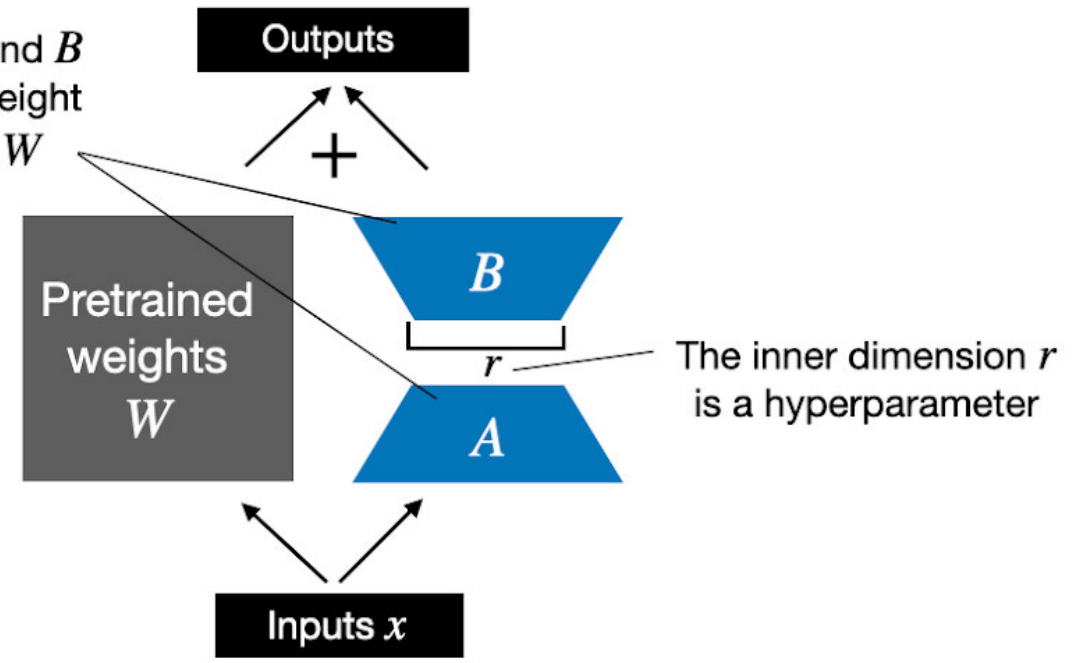 Outputs
nd B
eight
W
+
Pretrained
weights
W
B
r
A
The inner dimension r
is a hyperparameter
Inputs x